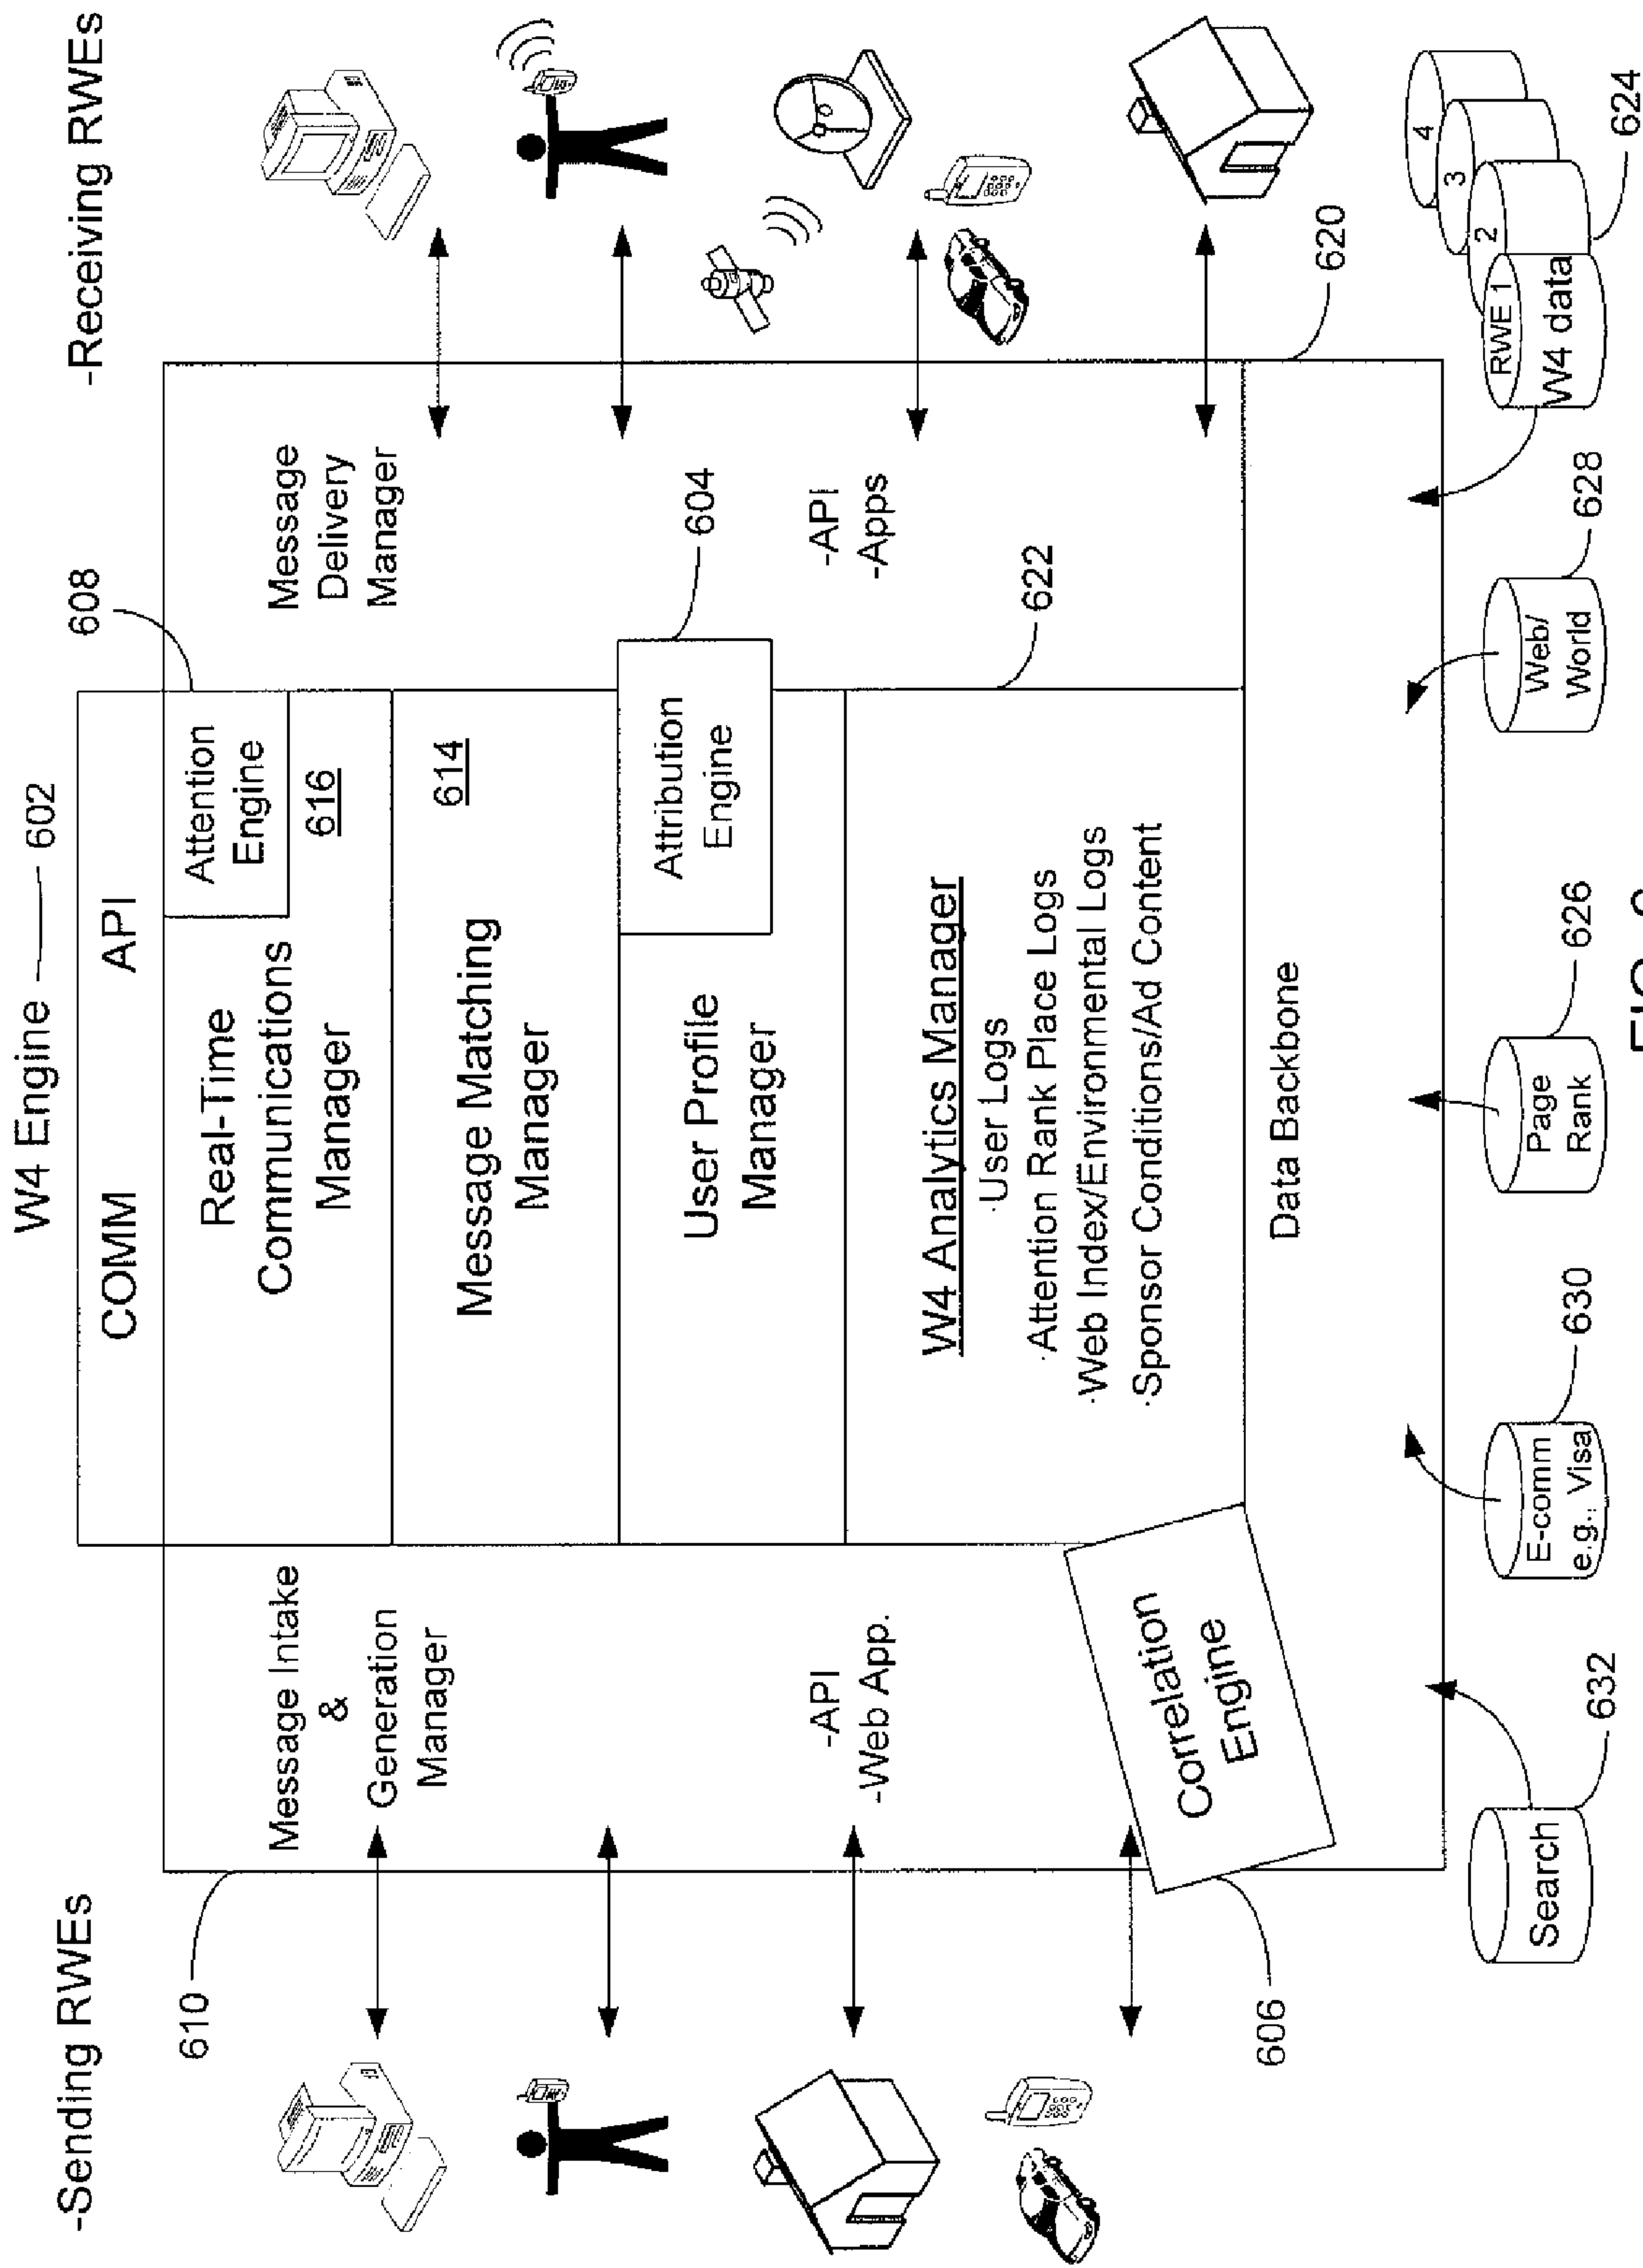 W4 Engine 602
-Sending RWEs
-Receiving RWEs
610
608
COMM API
Message Intake
&
Generation
Manager
-API
-Web App.
Real-Time
Communications
Manager
Attention
Engine
616
Message Matching
Manager
614
User Profile
Manager
Attribution
Engine
604
W4 Analytics Manager
·User Logs
·Attention Rank Place Logs
·Web Index/Environmental Logs
·Sponsor Conditions/Ad Content
622
Message
Delivery
Manager
-API
-Apps
Correlation
Engine
606
Data Backbone
620
Search
632
E-comm
e.g., Visa
630
Page
Rank
626
Web/
World
628
RWE 1
W4 data
2
3
4
624